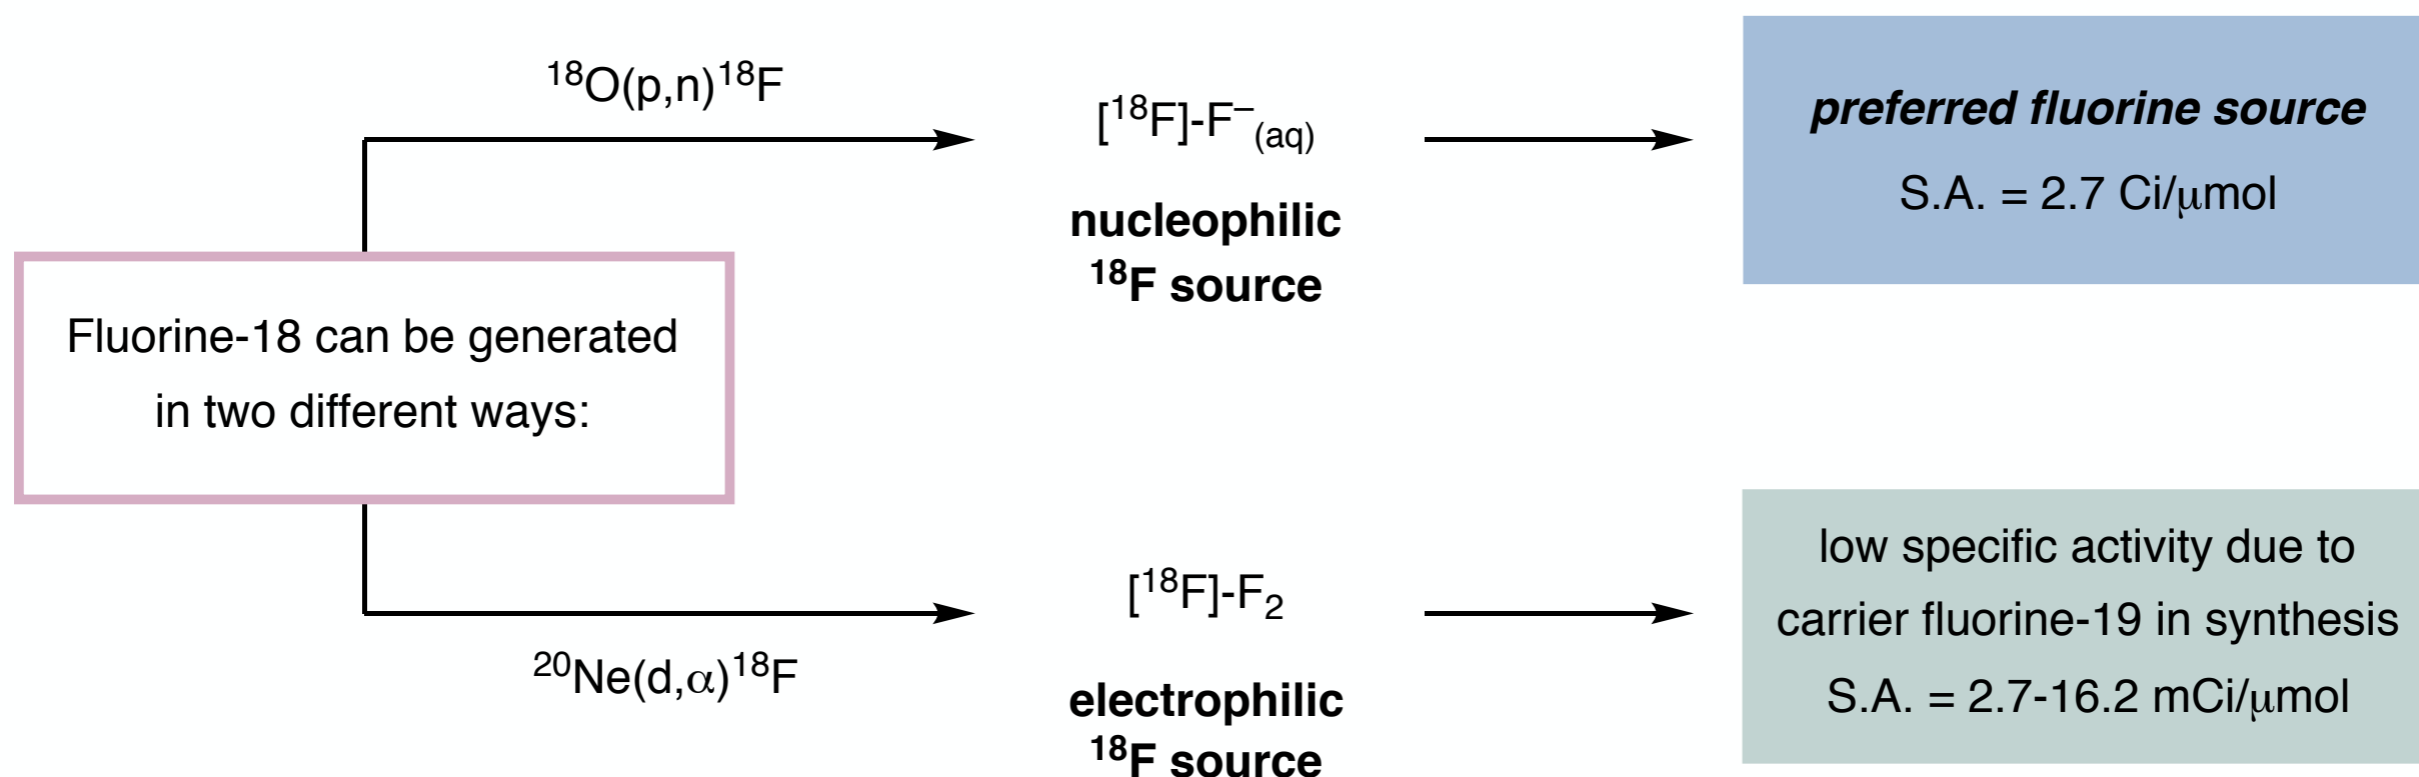 ¹⁸O(p,n)¹⁸F
[¹⁸F]-F⁻(aq)
nucleophilic
¹⁸F source
preferred fluorine source
S.A. = 2.7 Ci/μmol
Fluorine-18 can be generated
in two different ways:
²⁰Ne(d,α)¹⁸F
[¹⁸F]-F₂
electrophilic
¹⁸F source
low specific activity due to
carrier fluorine-19 in synthesis
S.A. = 2.7-16.2 mCi/μmol